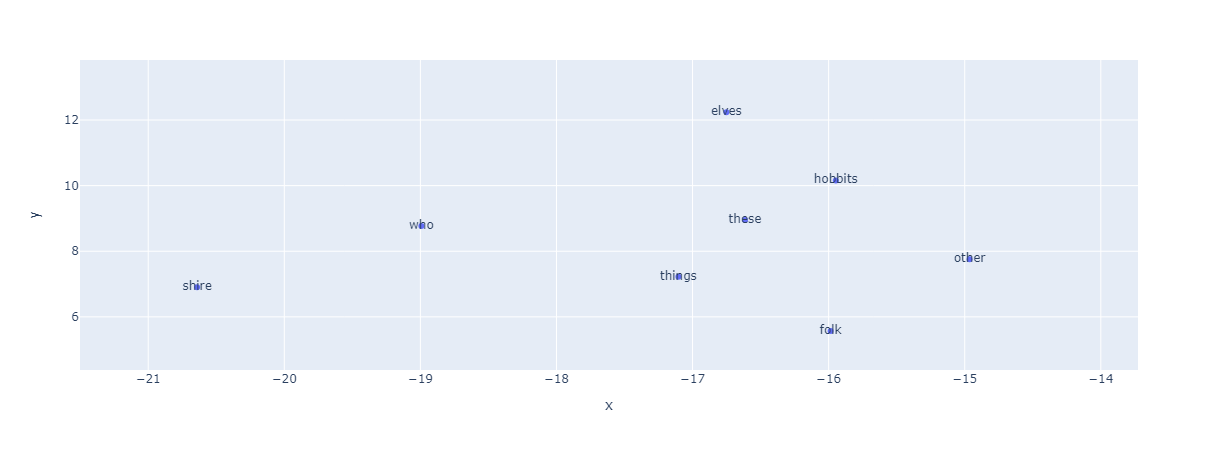 elves
12
hobbits
10
these
who
y
8
other
things
shire
6
folk
−21 −20 −19 −18 −17 −16 −15 −14
x